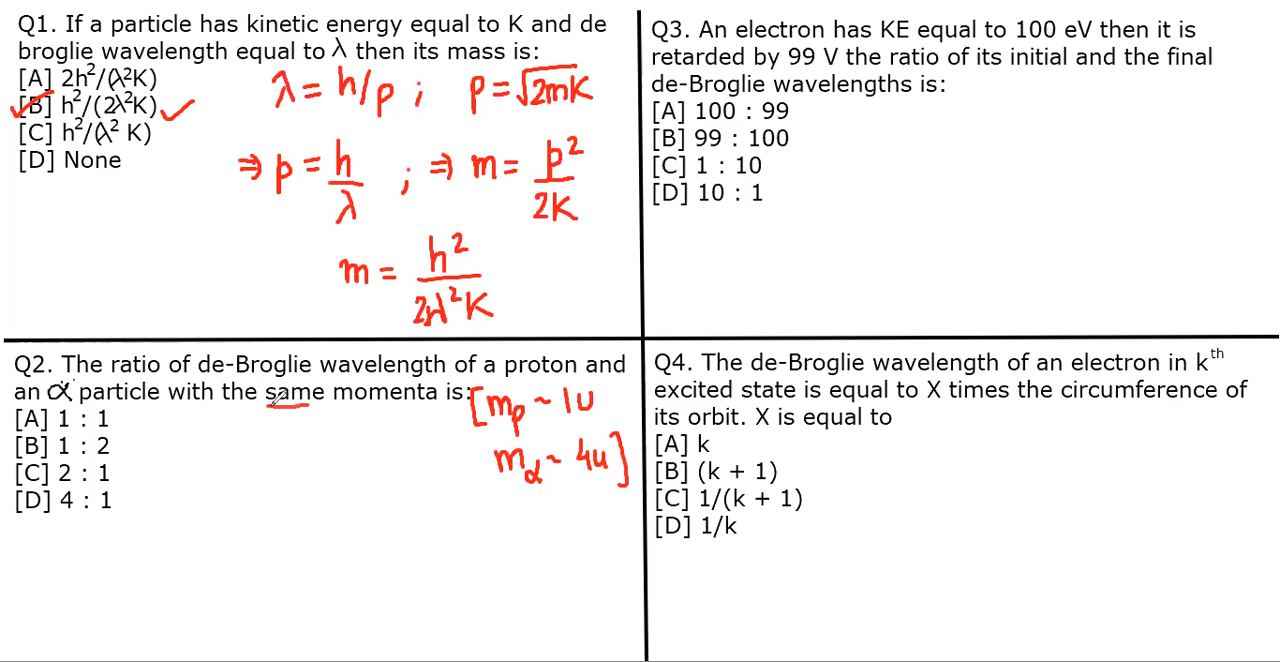 Q1. If a particle has kinetic energy equal to K and de
broglie wavelength equal to λ then its mass is:
[A] 2h²/(λ²K)
[B] h²/(2λ²K)
[C] h²/(λ² K)
[D] None
λ = h/p ; p = √2mK
⇒ p = h/λ ; ⇒ m = p²/2K
m = h²/2λ²K
Q2. The ratio of de-Broglie wavelength of a proton and
an α particle with the same momenta is:
[A] 1 : 1
[B] 1 : 2
[C] 2 : 1
[D] 4 : 1
[mp ~ 1u
mα ~ 4u]
Q3. An electron has KE equal to 100 eV then it is
retarded by 99 V the ratio of its initial and the final
de-Broglie wavelengths is:
[A] 100 : 99
[B] 99 : 100
[C] 1 : 10
[D] 10 : 1
Q4. The de-Broglie wavelength of an electron in kth
excited state is equal to X times the circumference of
its orbit. X is equal to
[A] k
[B] (k + 1)
[C] 1/(k + 1)
[D] 1/k